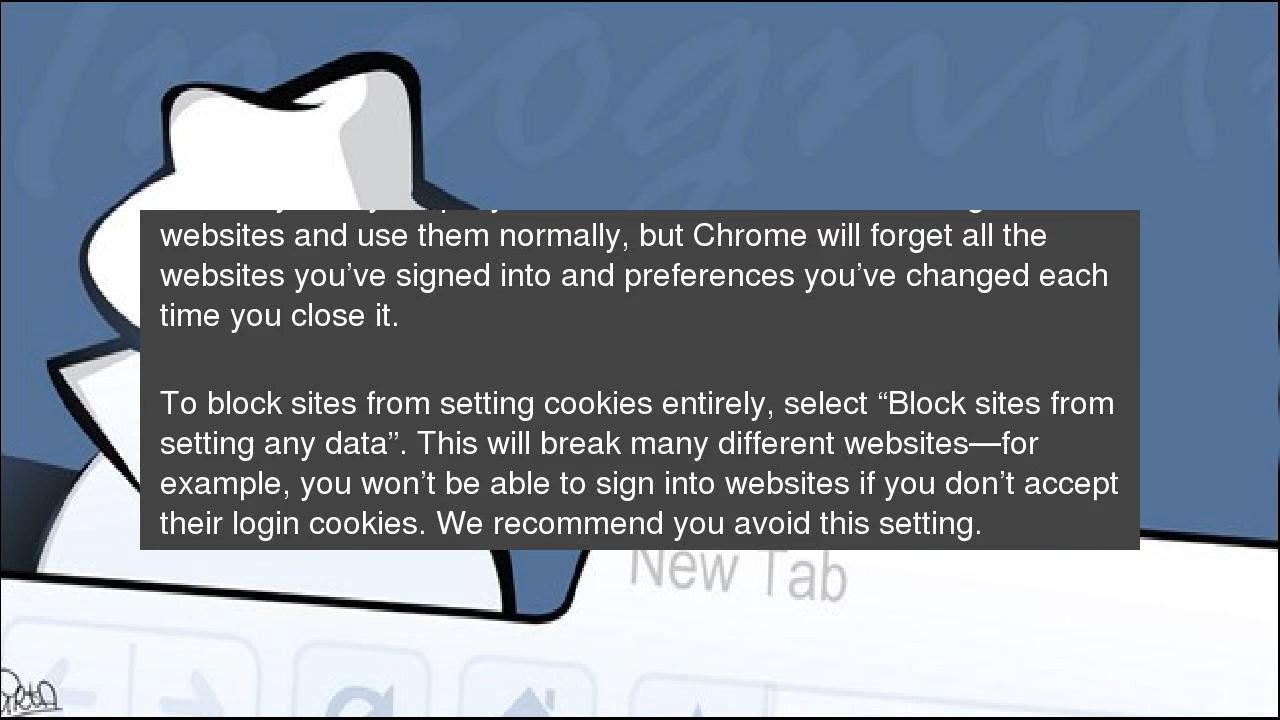 Incognit
websites and use them normally, but Chrome will forget all the
websites you’ve signed into and preferences you’ve changed each
time you close it.
To block sites from setting cookies entirely, select “Block sites from
setting any data”. This will break many different websites—for
example, you won’t be able to sign into websites if you don’t accept
their login cookies. We recommend you avoid this setting.
New Tab